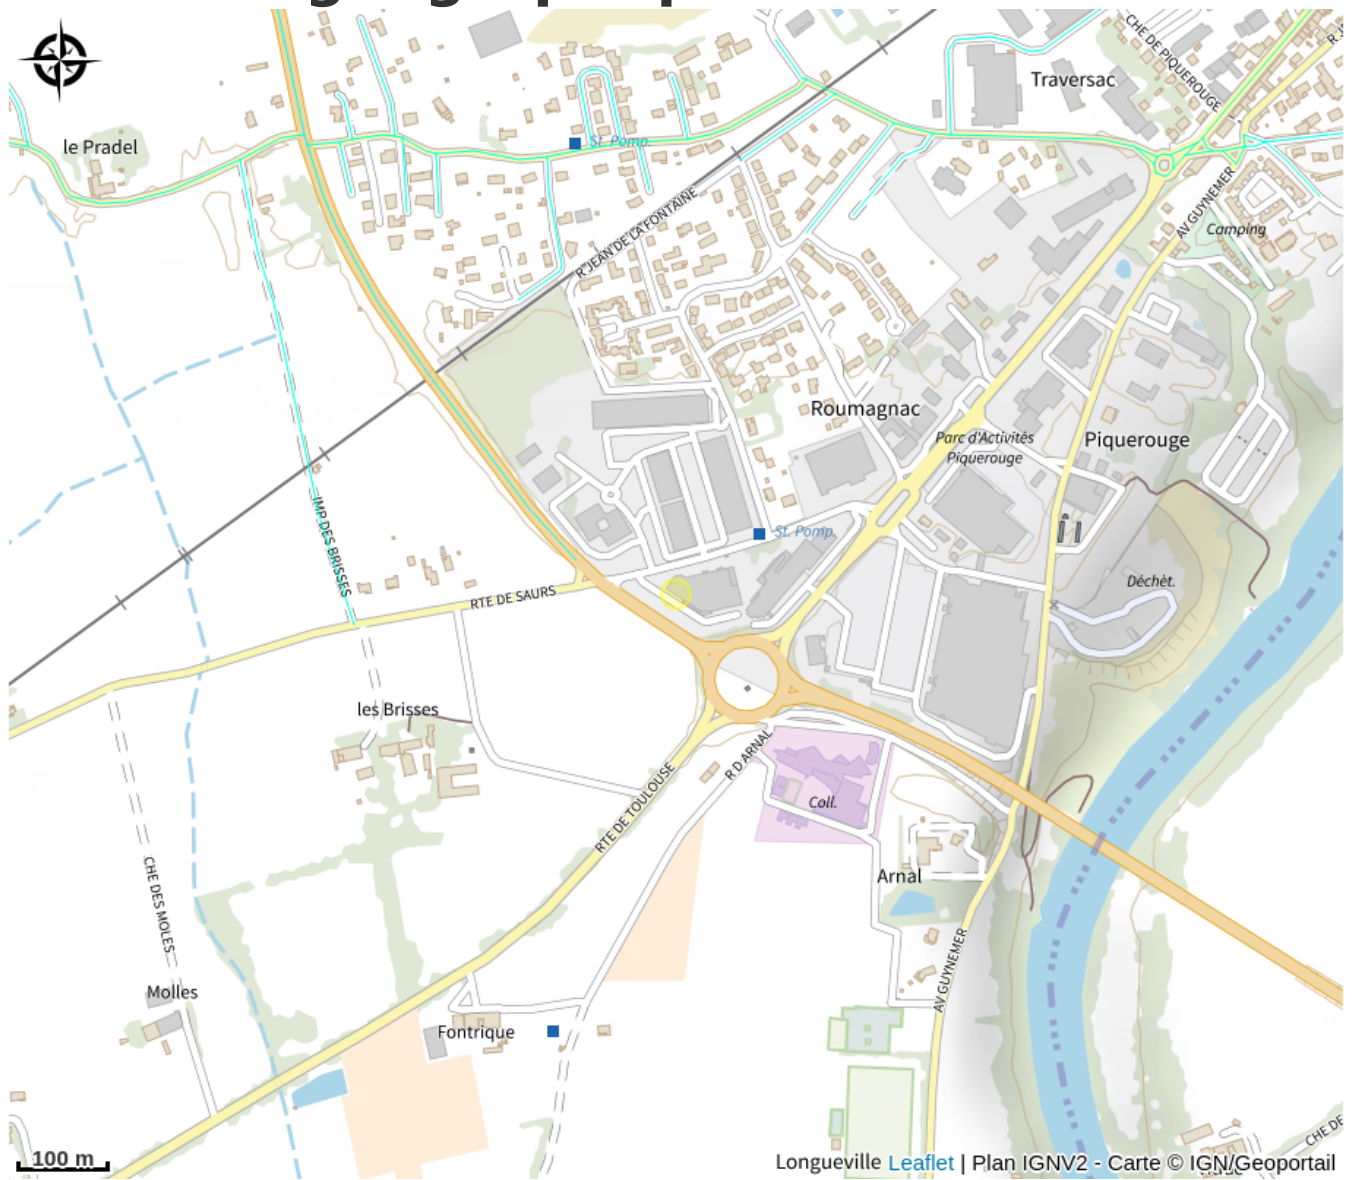 CHE DE PIQUEROUGE
Traversac
le Pradel
St. Pomp.
R JEAN DE LA FONTAINE
AV GUYNEMER
Camping
Roumagnac
Parc d'Activités
Piquerouge
Piquerouge
IMP DES BRISSES
St. Pomp.
Déchèt.
RTE DE SAURS
les Brisses
R D ARNAL
RTE DE TOULOUSE
Coll.
CHE DES MOLES
Arnal
AV GUYNEMER
Molles
Fontrique
CHE DE
100 m
Longueville Leaflet | Plan IGNV2 - Carte © IGN/Geoportail